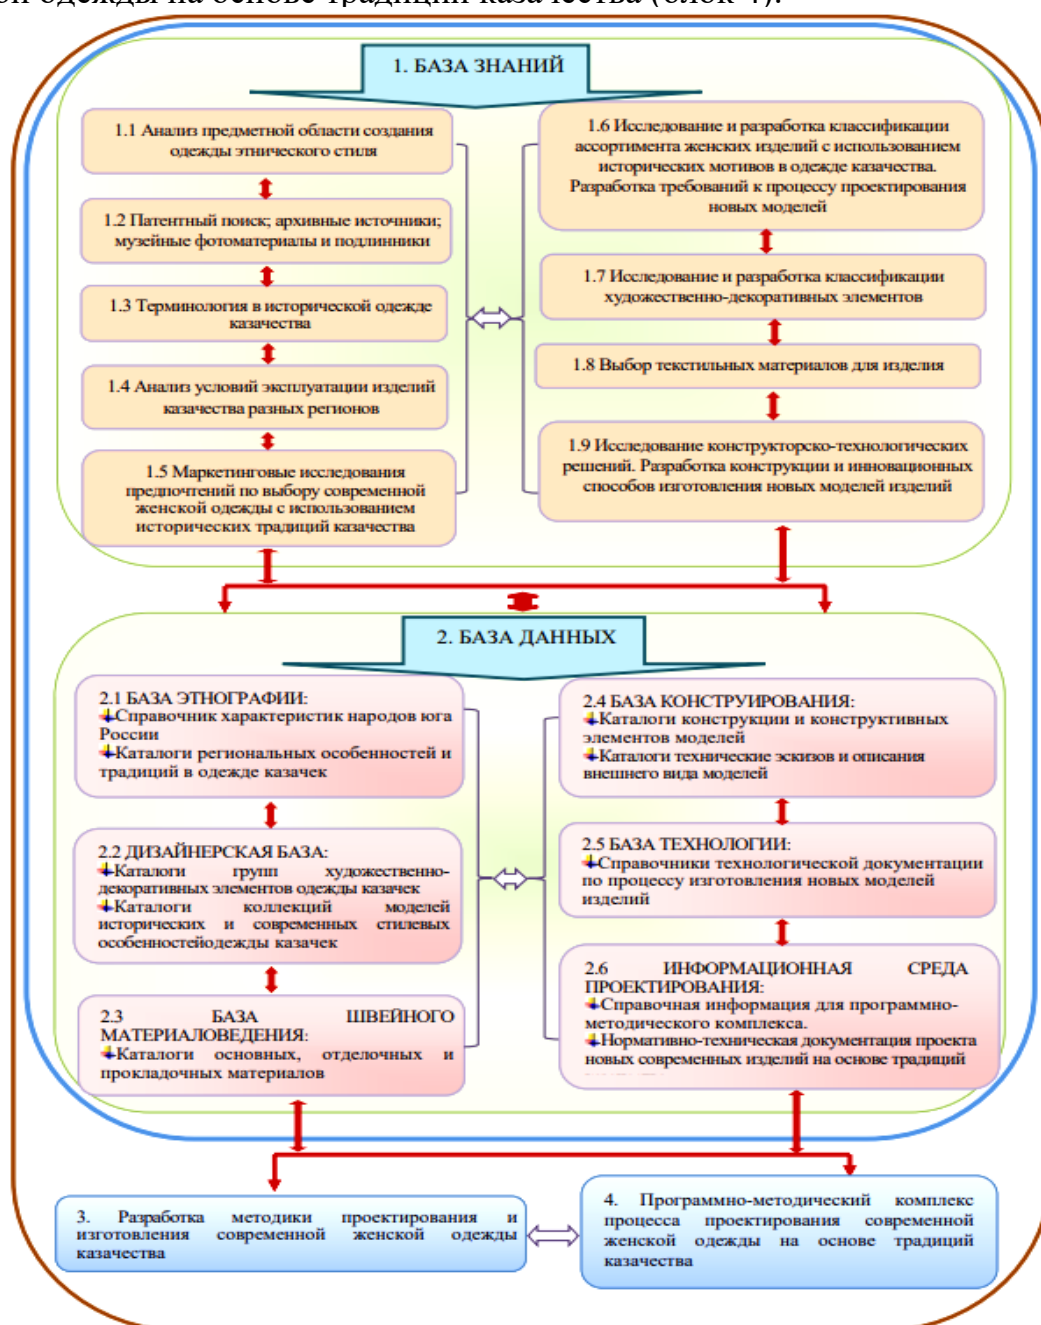 ой одежды на основе традиций казачества (блок 4).
1. БАЗА ЗНАНИЙ
1.1 Анализ предметной области создания
одежды этнического стиля
1.2 Патентный поиск; архивные источники;
музейные фотоматериалы и подлинники
1.3 Терминология в исторической одежде
казачества
1.4 Анализ условий эксплуатации изделий
казачества разных регионов
1.5 Маркетинговые исследования
предпочтений по выбору современной
женской одежды с использованием
исторических традиций казачества
1.6 Исследование и разработка классификации
ассортимента женских изделий с использованием
исторических мотивов в одежде казачества.
Разработка требований к процессу проектирования
новых моделей
1.7 Исследование и разработка классификации
художественно-декоративных элементов
1.8 Выбор текстильных материалов для изделия
1.9 Исследование конструкторско-технологических
решений. Разработка конструкции и инновационных
способов изготовления новых моделей изделий
2. БАЗА ДАННЫХ
2.1 БАЗА ЭТНОГРАФИИ:
Справочник характеристик народов юга
России
Каталоги региональных особенностей и
традиций в одежде казачек
2.2 ДИЗАЙНЕРСКАЯ БАЗА:
Каталоги групп художественно-
декоративных элементов одежды казачек
Каталоги коллекций моделей
исторических и современных стилевых
особенностейодежды казачек
2.3 БАЗА ШВЕЙНОГО
МАТЕРИАЛОВЕДЕНИЯ:
Каталоги основных, отделочных и
прокладочных материалов
2.4 БАЗА КОНСТРУИРОВАНИЯ:
Каталоги конструкции и конструктивных
элементов моделей
Каталоги технические эскизов и описания
внешнего вида моделей
2.5 БАЗА ТЕХНОЛОГИИ:
Справочники технологической документации
по процессу изготовления новых моделей
изделий
2.6 ИНФОРМАЦИОННАЯ СРЕДА
ПРОЕКТИРОВАНИЯ:
Справочная информация для программно-
методического комплекса.
Нормативно-техническая документация проекта
новых современных изделий на основе традиций
3. Разработка методики проектирования и
изготовления современной женской одежды
казачества
4. Программно-методический комплекс
процесса проектирования современной
женской одежды на основе традиций
казачества